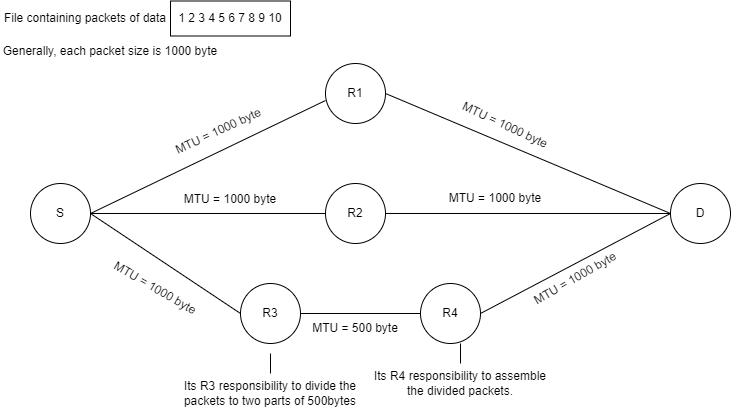 File containing packets of data
1 2 3 4 5 6 7 8 9 10
Generally, each packet size is 1000 byte
R1
MTU = 1000 byte
MTU = 1000 byte
S
MTU = 1000 byte
R2
MTU = 1000 byte
D
MTU = 1000 byte
R3
MTU = 500 byte
R4
MTU = 1000 byte
Its R3 responsibility to divide the
packets to two parts of 500bytes
Its R4 responsibility to assemble
the divided packets.